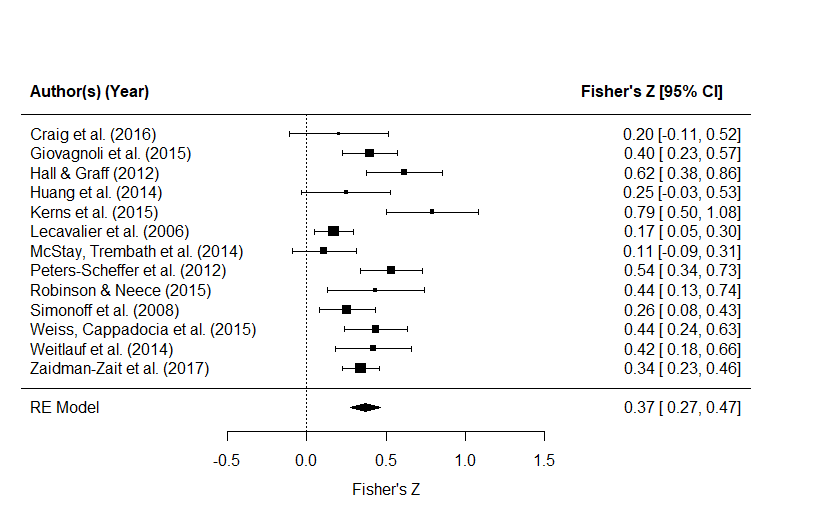 Author(s) (Year) Fisher's Z [95% CI]
Craig et al. (2016) 0.20 [-0.11, 0.52]
Giovagnoli et al. (2015) 0.40 [ 0.23, 0.57]
Hall & Graff (2012) 0.62 [ 0.38, 0.86]
Huang et al. (2014) 0.25 [-0.03, 0.53]
Kerns et al. (2015) 0.79 [ 0.50, 1.08]
Lecavalier et al. (2006) 0.17 [ 0.05, 0.30]
McStay, Trembath et al. (2014) 0.11 [-0.09, 0.31]
Peters-Scheffer et al. (2012) 0.54 [ 0.34, 0.73]
Robinson & Neece (2015) 0.44 [ 0.13, 0.74]
Simonoff et al. (2008) 0.26 [ 0.08, 0.43]
Weiss, Cappadocia et al. (2015) 0.44 [ 0.24, 0.63]
Weitlauf et al. (2014) 0.42 [ 0.18, 0.66]
Zaidman-Zait et al. (2017) 0.34 [ 0.23, 0.46]
RE Model 0.37 [ 0.27, 0.47]
-0.5 0.0 0.5 1.0 1.5
Fisher's Z